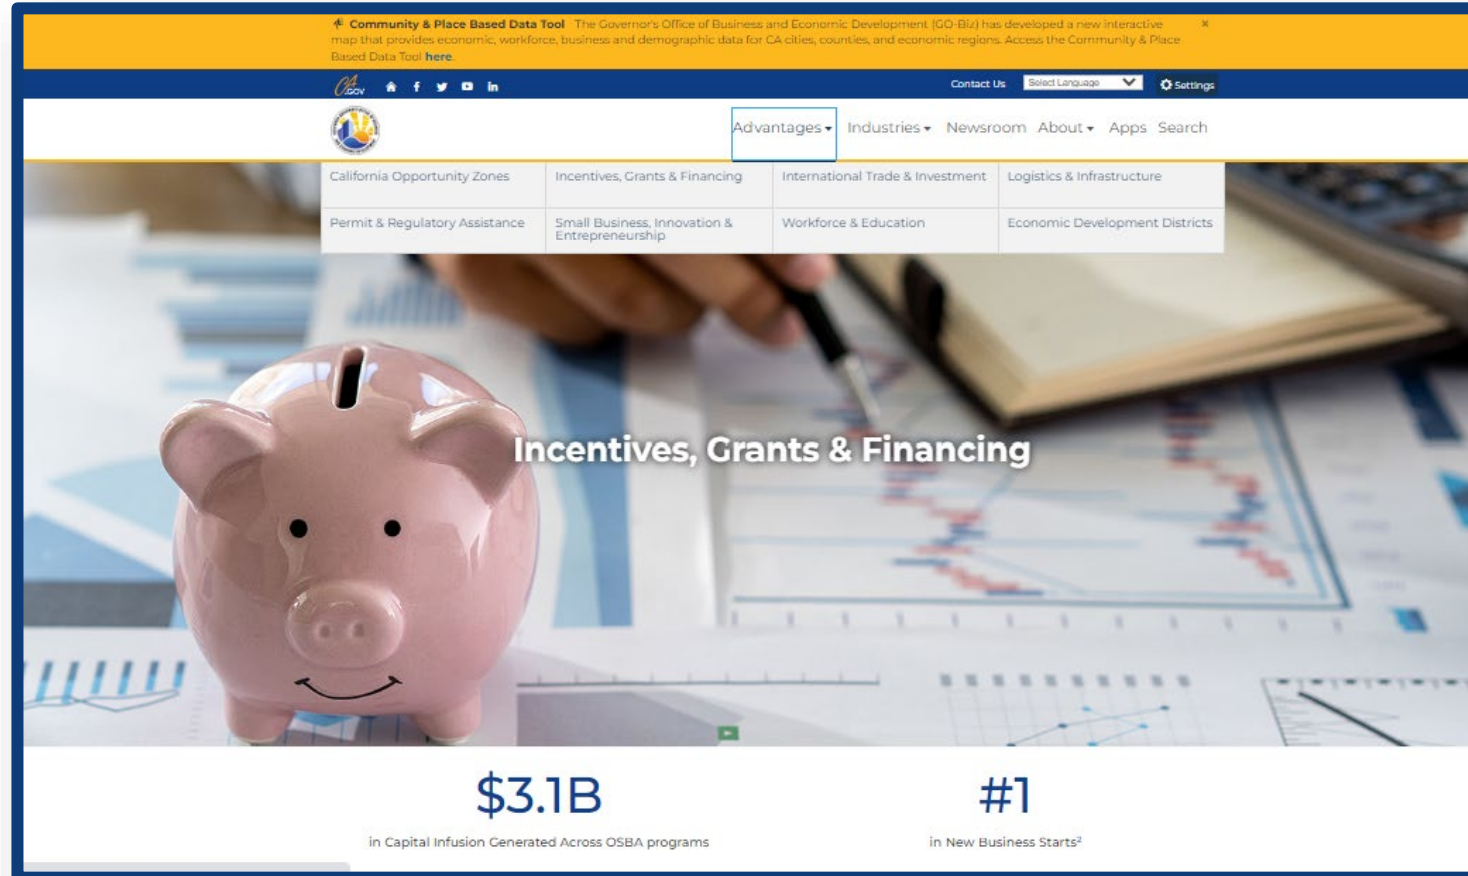 Community & Place Based Data Tool The Governor's Office of Business and Economic Development (GO-Biz) has developed a new interactive
map that provides economic, workforce, business and demographic data for CA cities, counties, and economic regions. Access the Community & Place
Based Data Tool here.
CA.GOV
Contact Us Select Language Settings
Advantages Industries Newsroom About Apps Search
California Opportunity Zones Incentives, Grants & Financing International Trade & Investment Logistics & Infrastructure
Permit & Regulatory Assistance Small Business, Innovation & Entrepreneurship Workforce & Education Economic Development Districts
Incentives, Grants & Financing
$3.1B #1
in Capital Infusion Generated Across OSBA programs in New Business Starts²